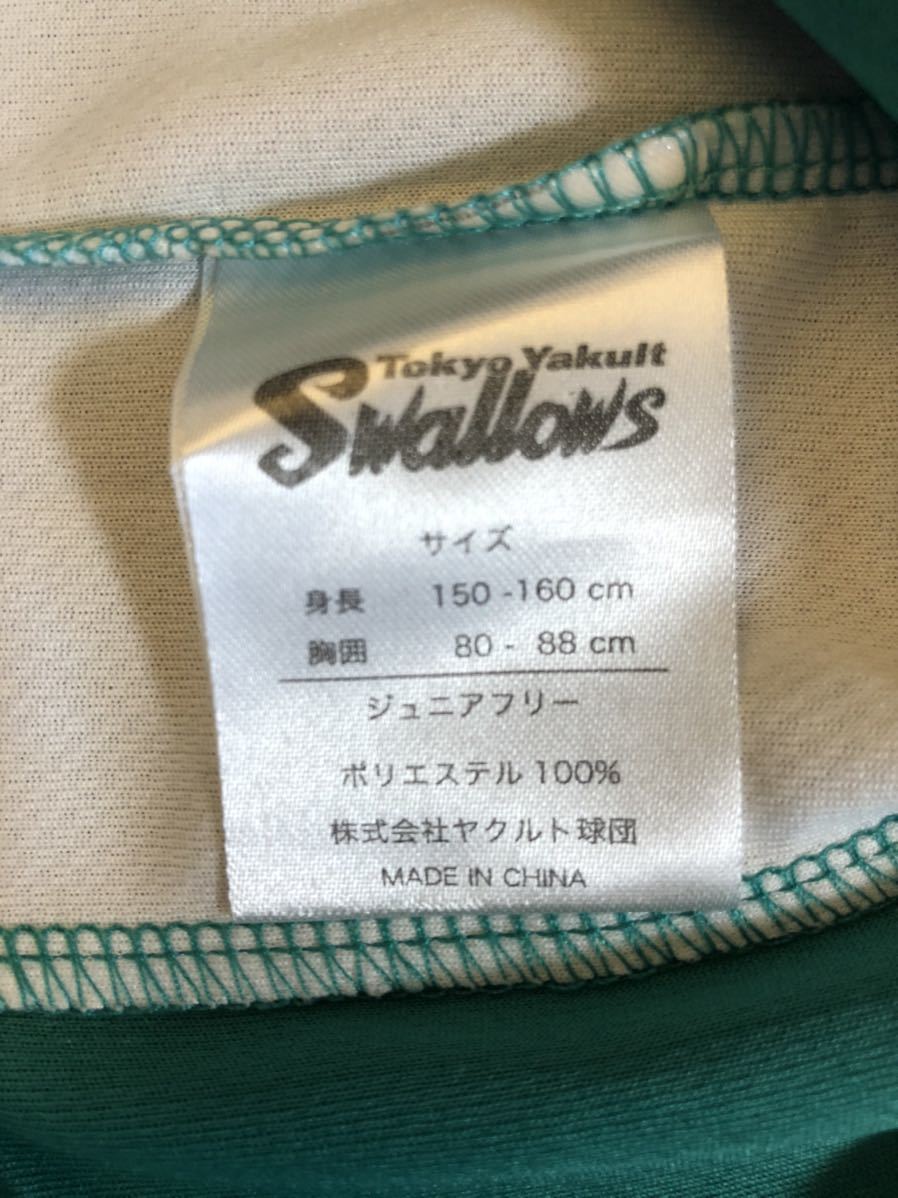 Tokyo Yakult
Swallows
サイズ
身長 150 -160 cm
胸囲 80 - 88 cm
ジュニアフリー
ポリエステル 100%
株式会社ヤクルト球団
MADE IN CHINA